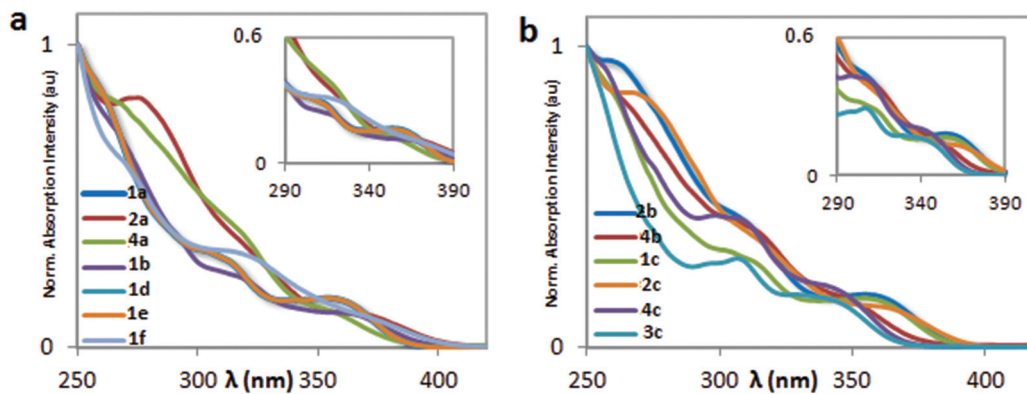 a
Norm. Absorption Intensity (au)
1
0
1a
2a
4a
1b
1d
1e
1f
0.6
0
290 340 390
250 300 λ (nm) 350 400
b
Norm. Absorption Intensity (au)
1
0
2b
4b
1c
2c
4c
3c
0.6
0
290 340 390
250 300 λ (nm) 350 400